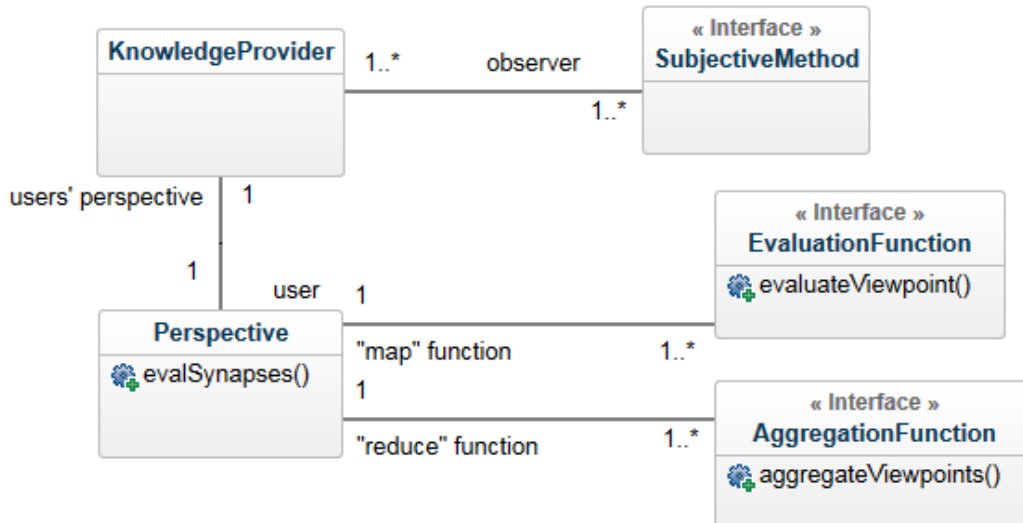 KnowledgeProvider
1..*
observer
1..*
« Interface »
SubjectiveMethod
users' perspective
1
1
« Interface »
EvaluationFunction
evaluateViewpoint()
user
1
"map" function
1..*
Perspective
evalSynapses()
1
"reduce" function
1..*
« Interface »
AggregationFunction
aggregateViewpoints()